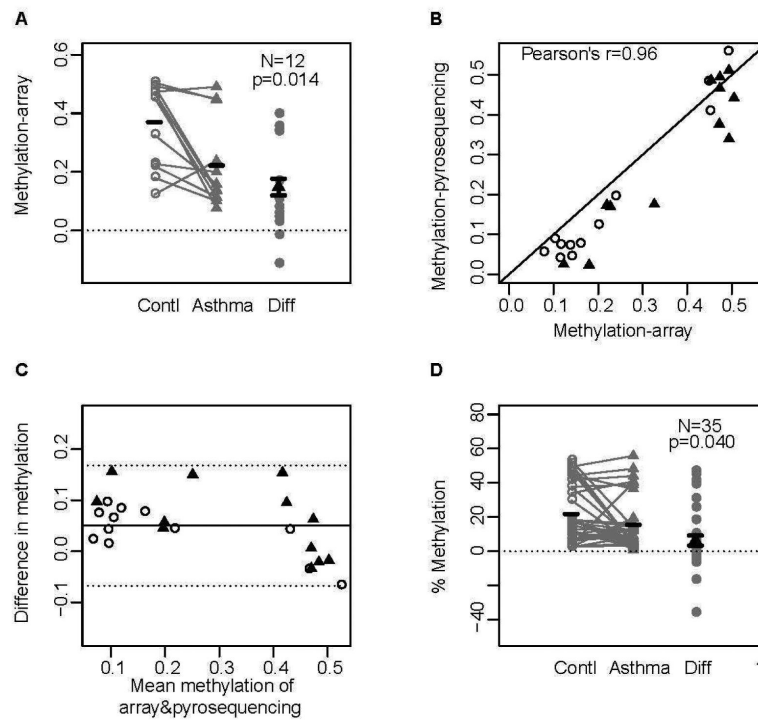 A
Methylation-array
0.0 0.2 0.4 0.6
N=12
p=0.014
Contl Asthma Diff
B
Methylation-pyrosequencing
0.0 0.1 0.2 0.3 0.4 0.5
Pearson's r=0.96
0.0 0.1 0.2 0.3 0.4 0.5
Methylation-array
C
Difference in methylation
−0.1 0.0 0.1 0.2
0.1 0.2 0.3 0.4 0.5
Mean methylation of
array&pyrosequencing
D
% Methylation
−40 0 20 40 60 80
N=35
p=0.040
Contl Asthma Diff